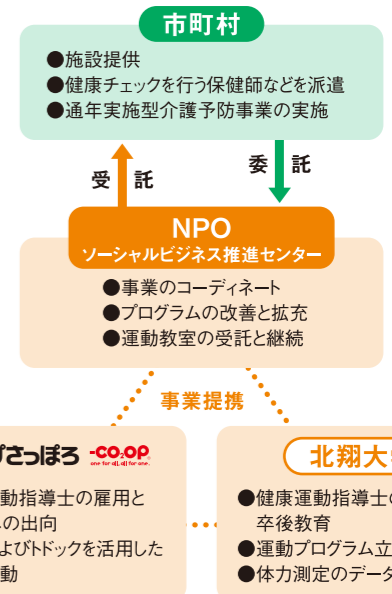 市町村
●施設提供
●健康チェックを行う保健師などを派遣
●通年実施型介護予防事業の実施
受託
委託
NPO
ソーシャルビジネス推進センター
●事業のコーディネート
●プログラムの改善と拡充
●運動教室の受託と継続
事業提携
プさっぽろ CO・OP
one for all, all for one.
動指導士の雇用と
の出向
よびトドックを活用した
動
北翔大
●健康運動指導士の
卒後教育
●運動プログラム立
●体力測定のデータ